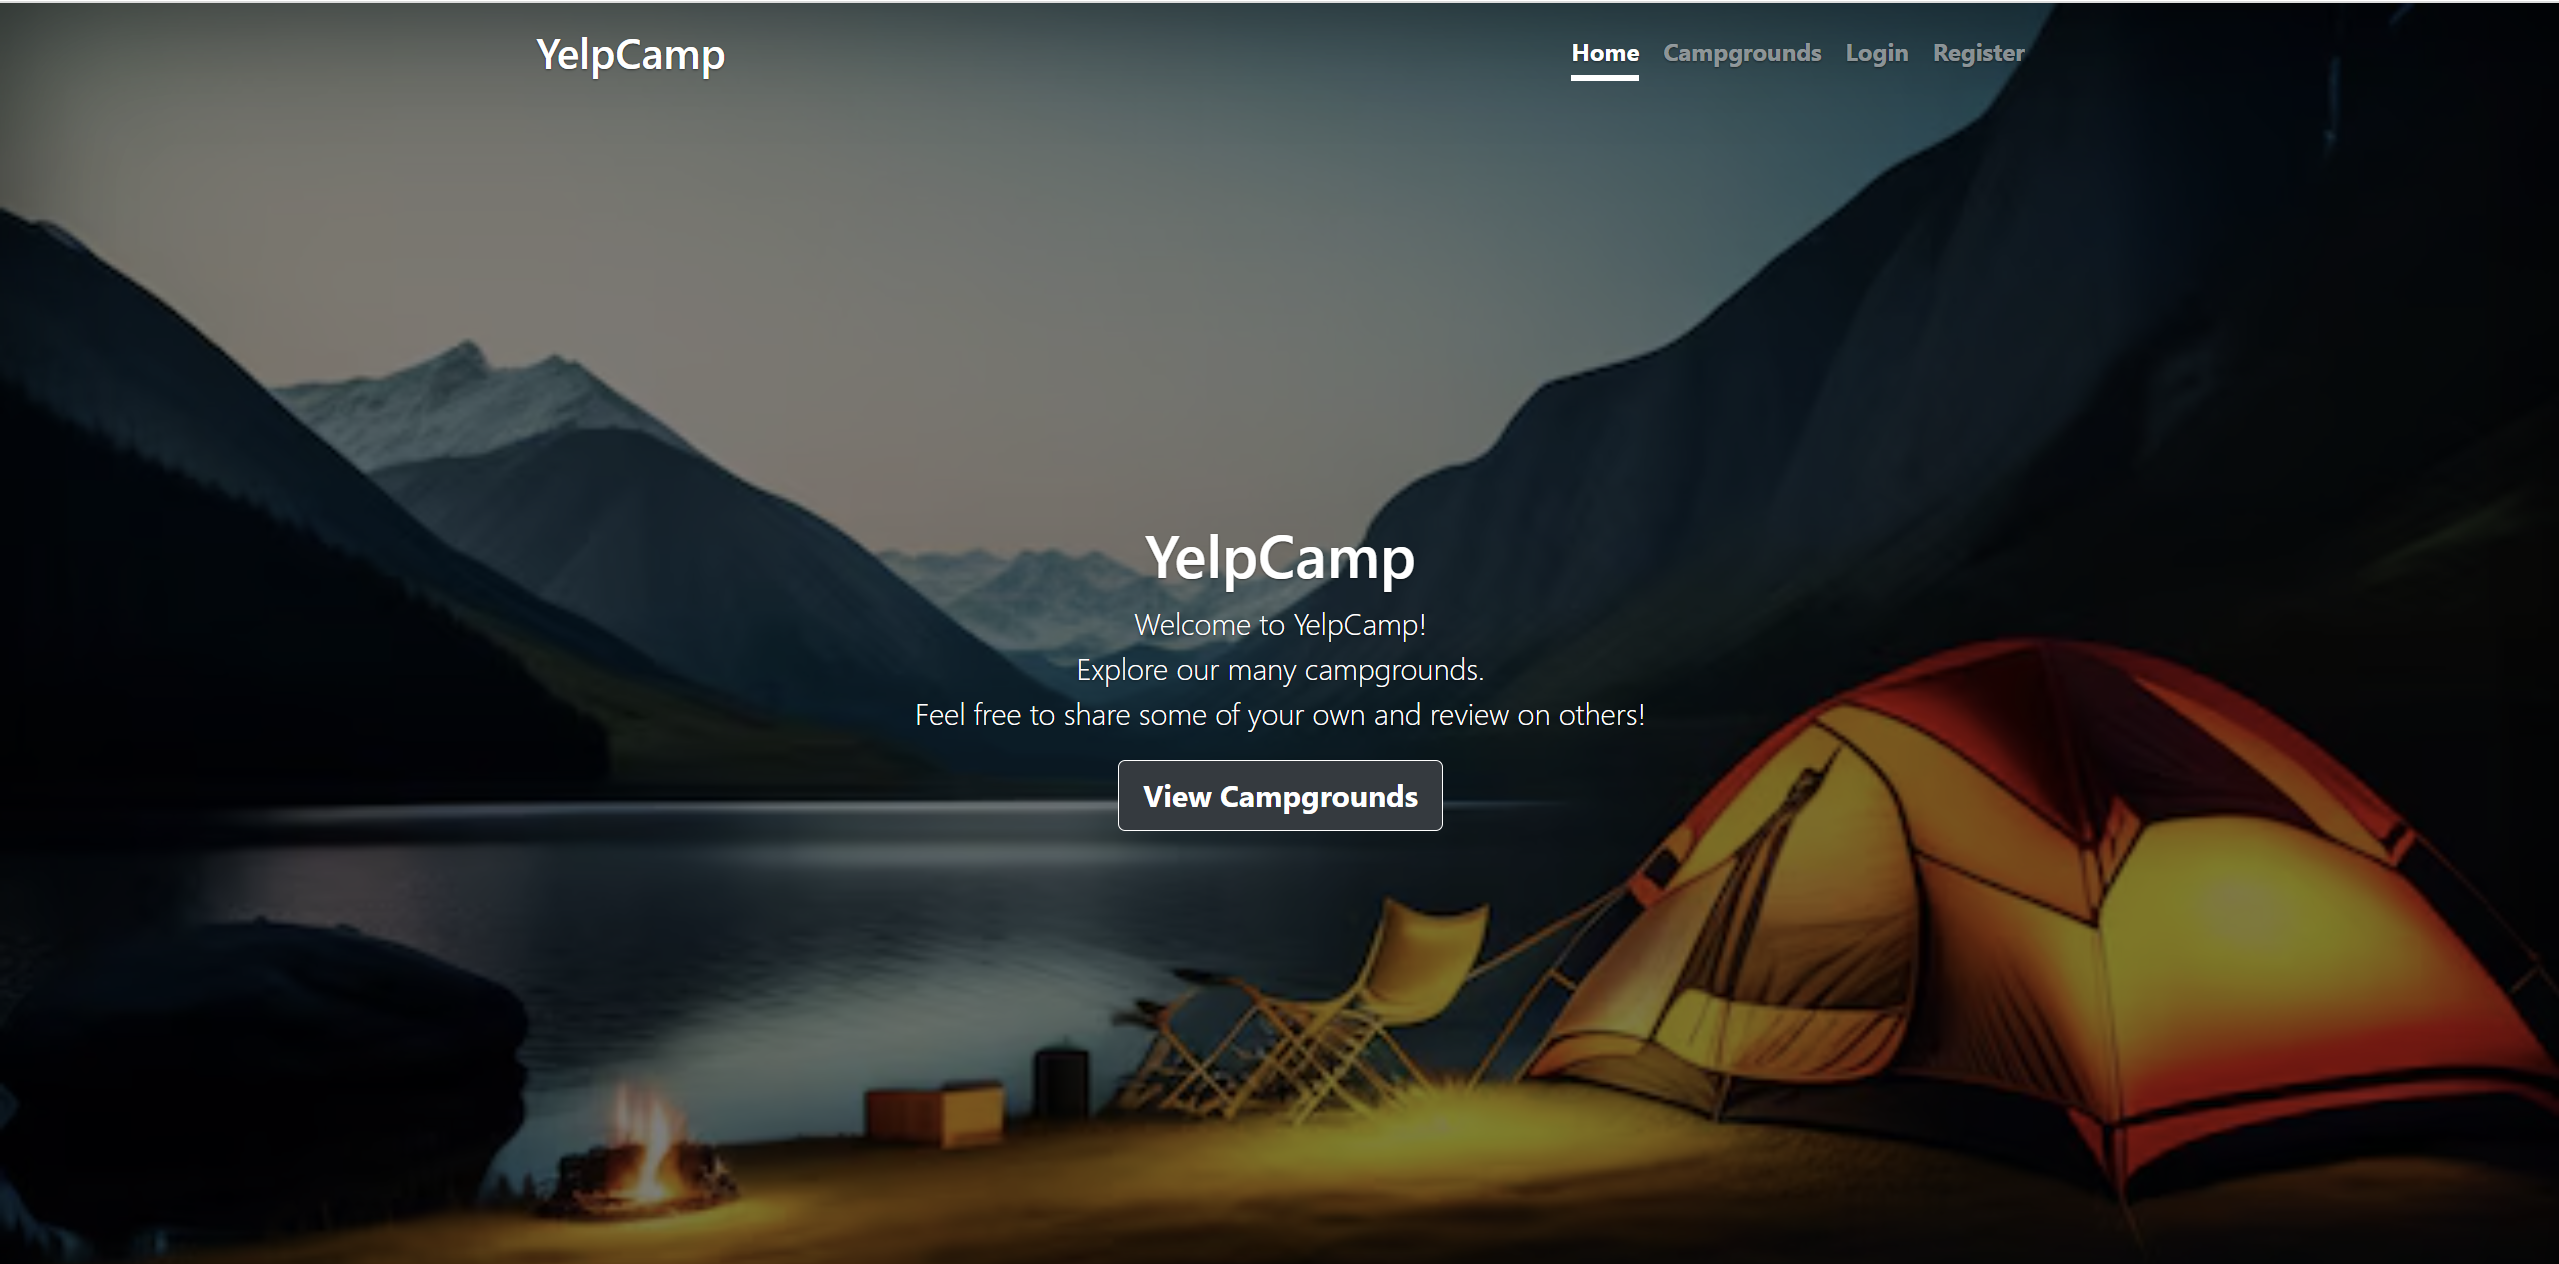 YelpCamp
Home Campgrounds Login Register
YelpCamp
Welcome to YelpCamp!
Explore our many campgrounds.
Feel free to share some of your own and review on others!
View Campgrounds